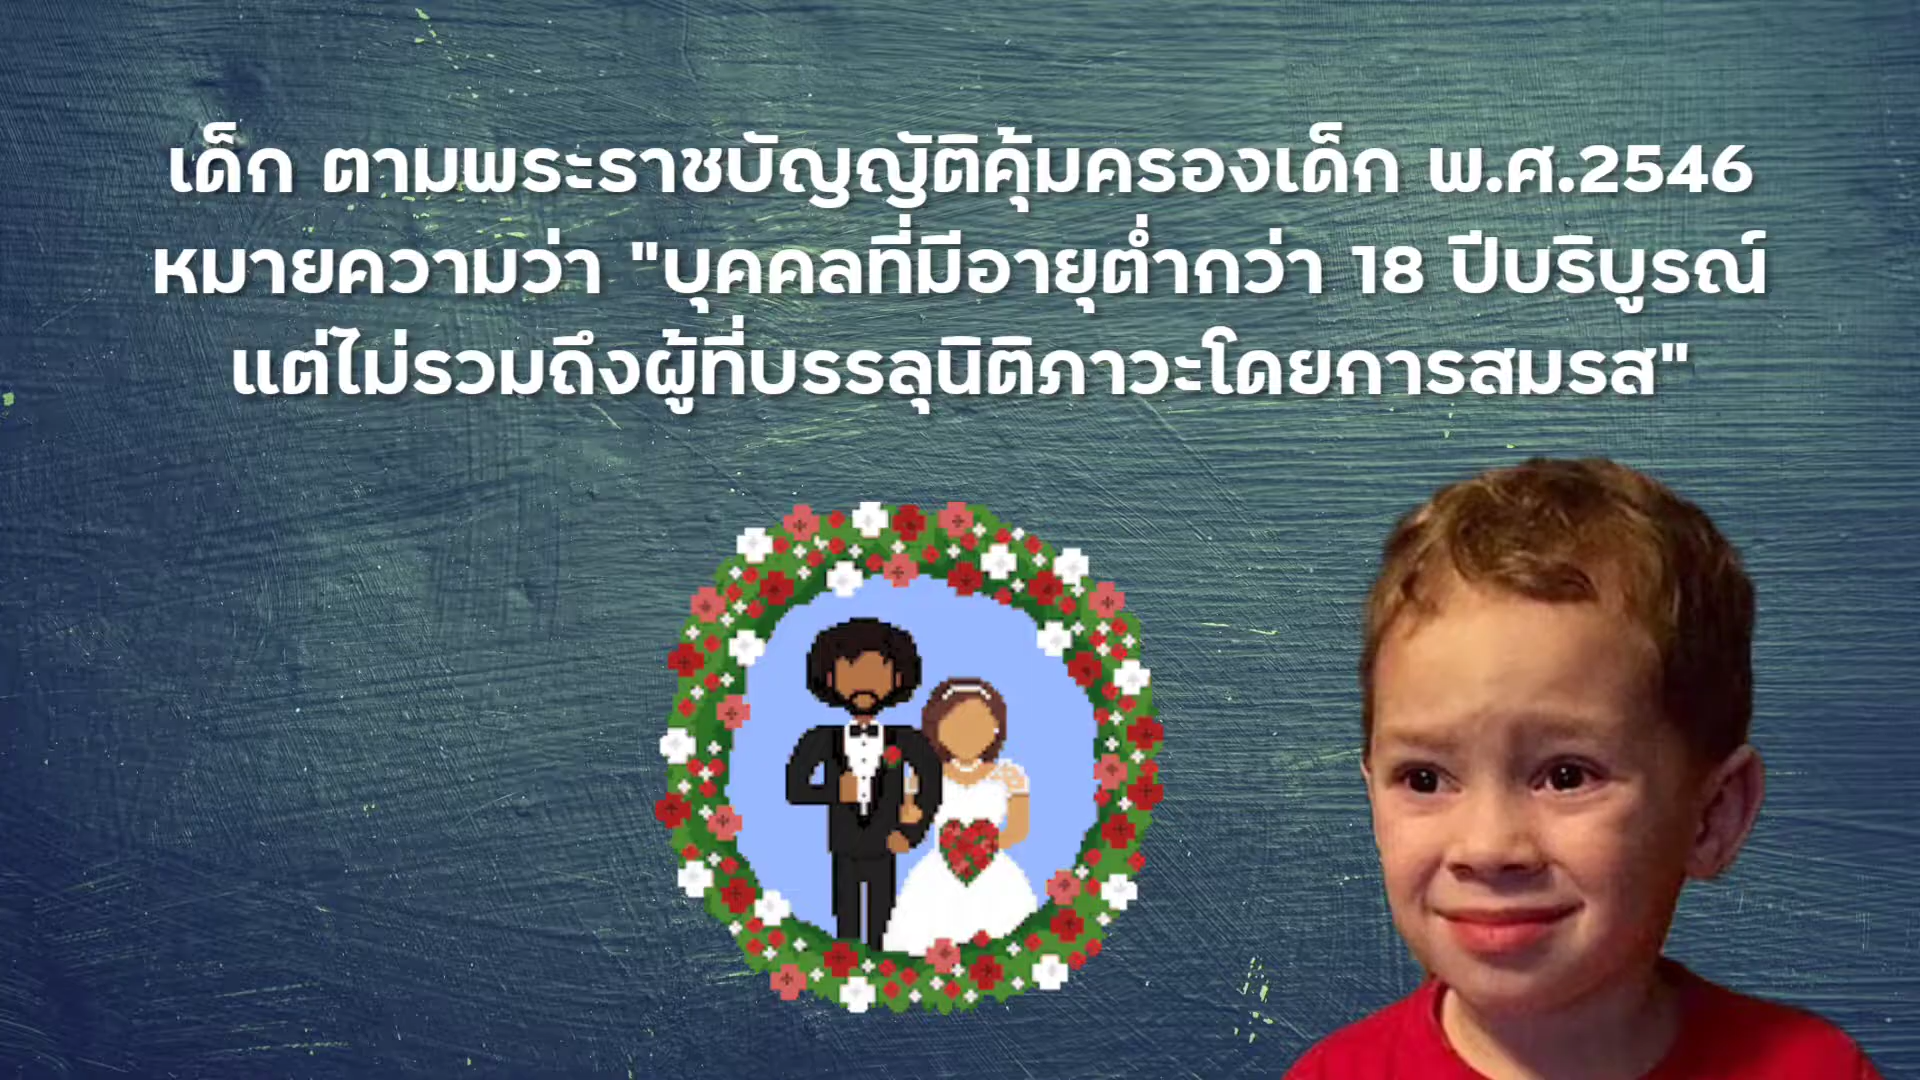 เด็ก ตามพระราชบัญญัติคุ้มครองเด็ก พ.ศ.2546
หมายความว่า "บุคคลที่มีอายุต่ำกว่า 18 ปีบริบูรณ์
แต่ไม่รวมถึงผู้ที่บรรลุนิติภาวะโดยการสมรส"